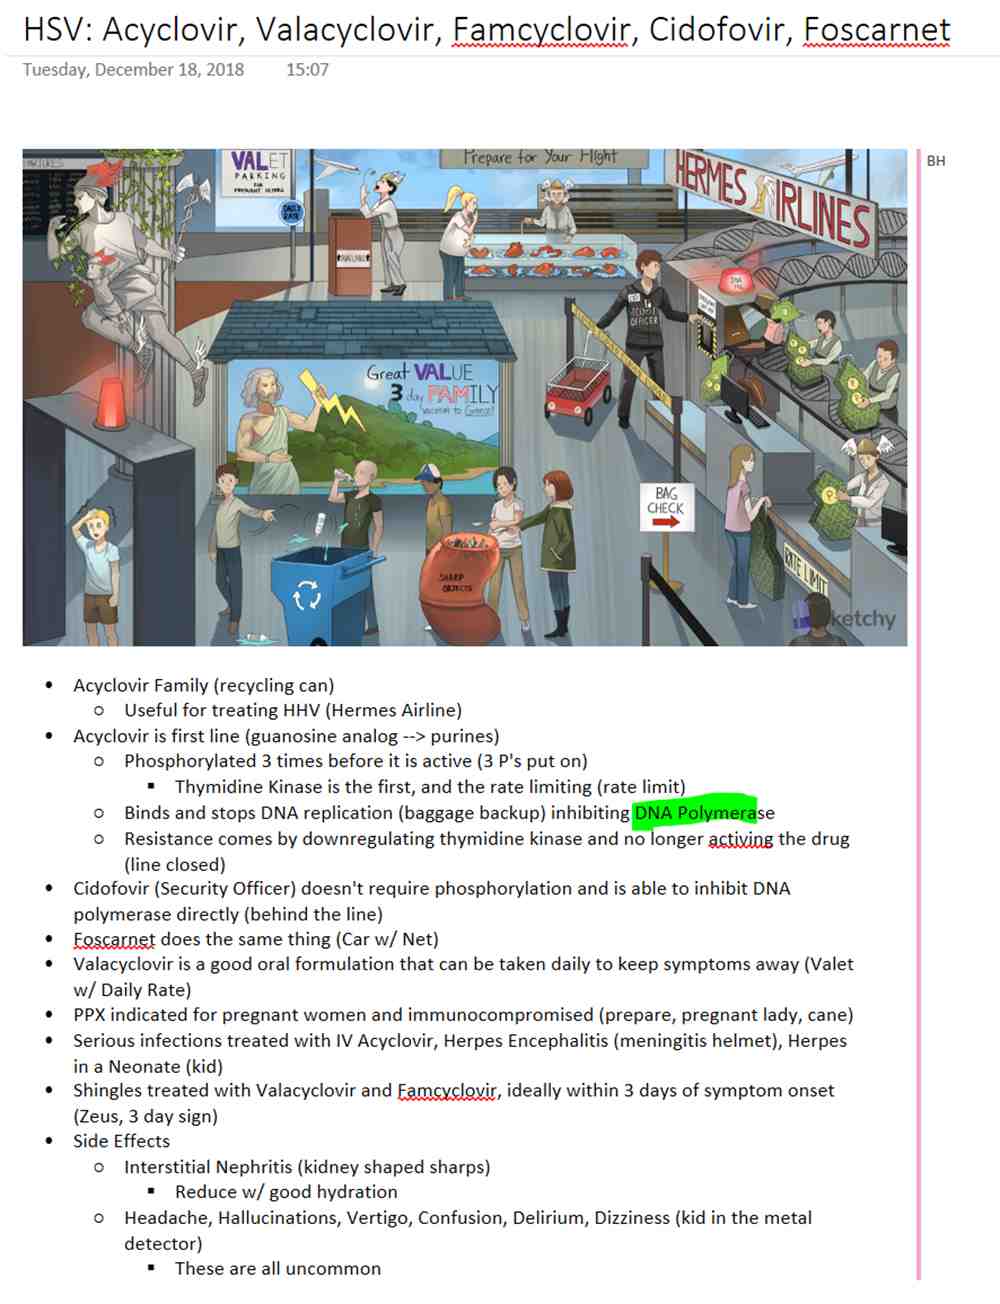 HSV: Acyclovir, Valacyclovir, Famcyclovir, Cidofovir, Foscarnet
Tuesday, December 18, 2018 15:07
BH
VALET
PARKING
FOR
PREGNANT
DAILY
RATE
Prepare for Your Flight
HERMES AIRLINES
OFFICER
Great VALUE
3 day FAMILY
vacation to Greece!
BAG
CHECK
SHARP
OBJECTS
RATE LIMIT
ketchy
• Acyclovir Family (recycling can)
o Useful for treating HHV (Hermes Airline)
• Acyclovir is first line (guanosine analog --> purines)
o Phosphorylated 3 times before it is active (3 P's put on)
▪ Thymidine Kinase is the first, and the rate limiting (rate limit)
o Binds and stops DNA replication (baggage backup) inhibiting DNA Polymerase
o Resistance comes by downregulating thymidine kinase and no longer activing the drug
(line closed)
• Cidofovir (Security Officer) doesn't require phosphorylation and is able to inhibit DNA
polymerase directly (behind the line)
• Foscarnet does the same thing (Car w/ Net)
• Valacyclovir is a good oral formulation that can be taken daily to keep symptoms away (Valet
w/ Daily Rate)
• PPX indicated for pregnant women and immunocompromised (prepare, pregnant lady, cane)
• Serious infections treated with IV Acyclovir, Herpes Encephalitis (meningitis helmet), Herpes
in a Neonate (kid)
• Shingles treated with Valacyclovir and Famcyclovir, ideally within 3 days of symptom onset
(Zeus, 3 day sign)
• Side Effects
o Interstitial Nephritis (kidney shaped sharps)
▪ Reduce w/ good hydration
o Headache, Hallucinations, Vertigo, Confusion, Delirium, Dizziness (kid in the metal
detector)
▪ These are all uncommon